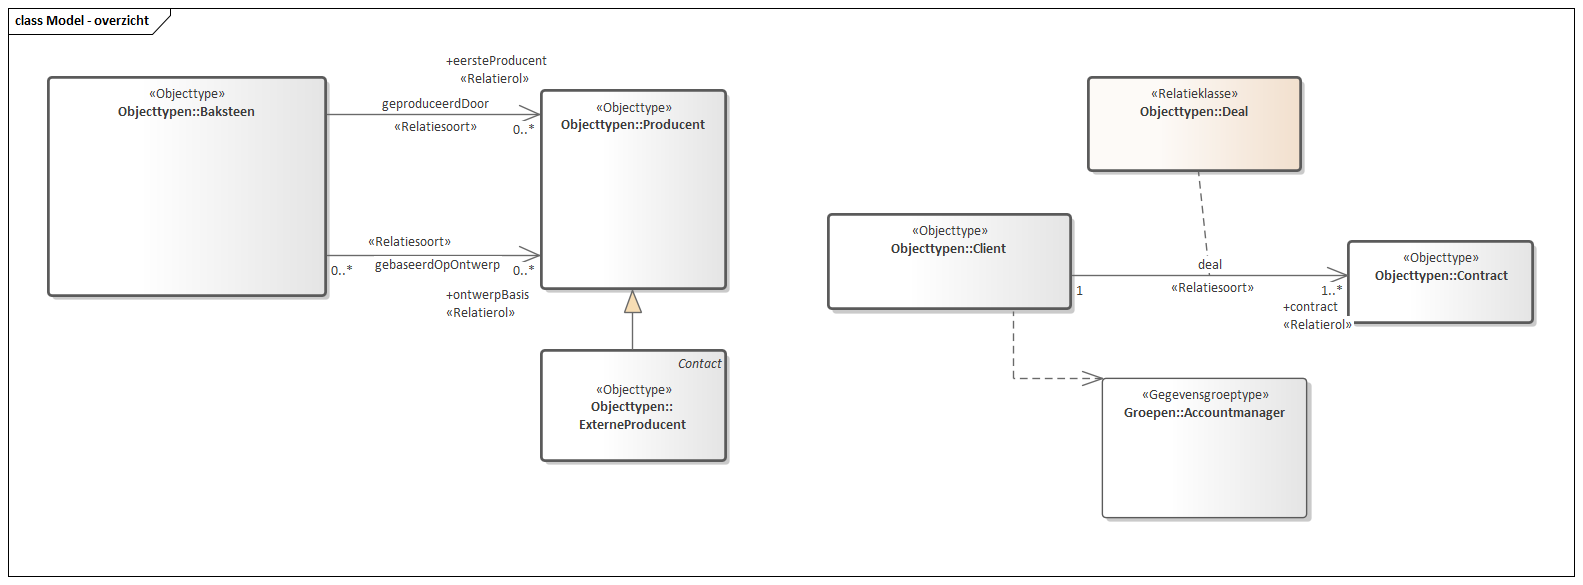 class Model - overzicht
«Objecttype»
Objecttypen::Baksteen
+eersteProducent
«Relatierol»
geproduceerdDoor
«Relatiesoort»
0..*
«Objecttype»
Objecttypen::Producent
«Relatiesoort»
0..*
gebaseerdOpOntwerp
0..*
+ontwerpBasis
«Relatierol»
Contact
«Objecttype»
Objecttypen::
ExterneProducent
«Relatieklasse»
Objecttypen::Deal
«Objecttype»
Objecttypen::Client
deal
1
«Relatiesoort»
1..*
+contract
«Relatierol»
«Objecttype»
Objecttypen::Contract
«Gegevensgroeptype»
Groepen::Accountmanager